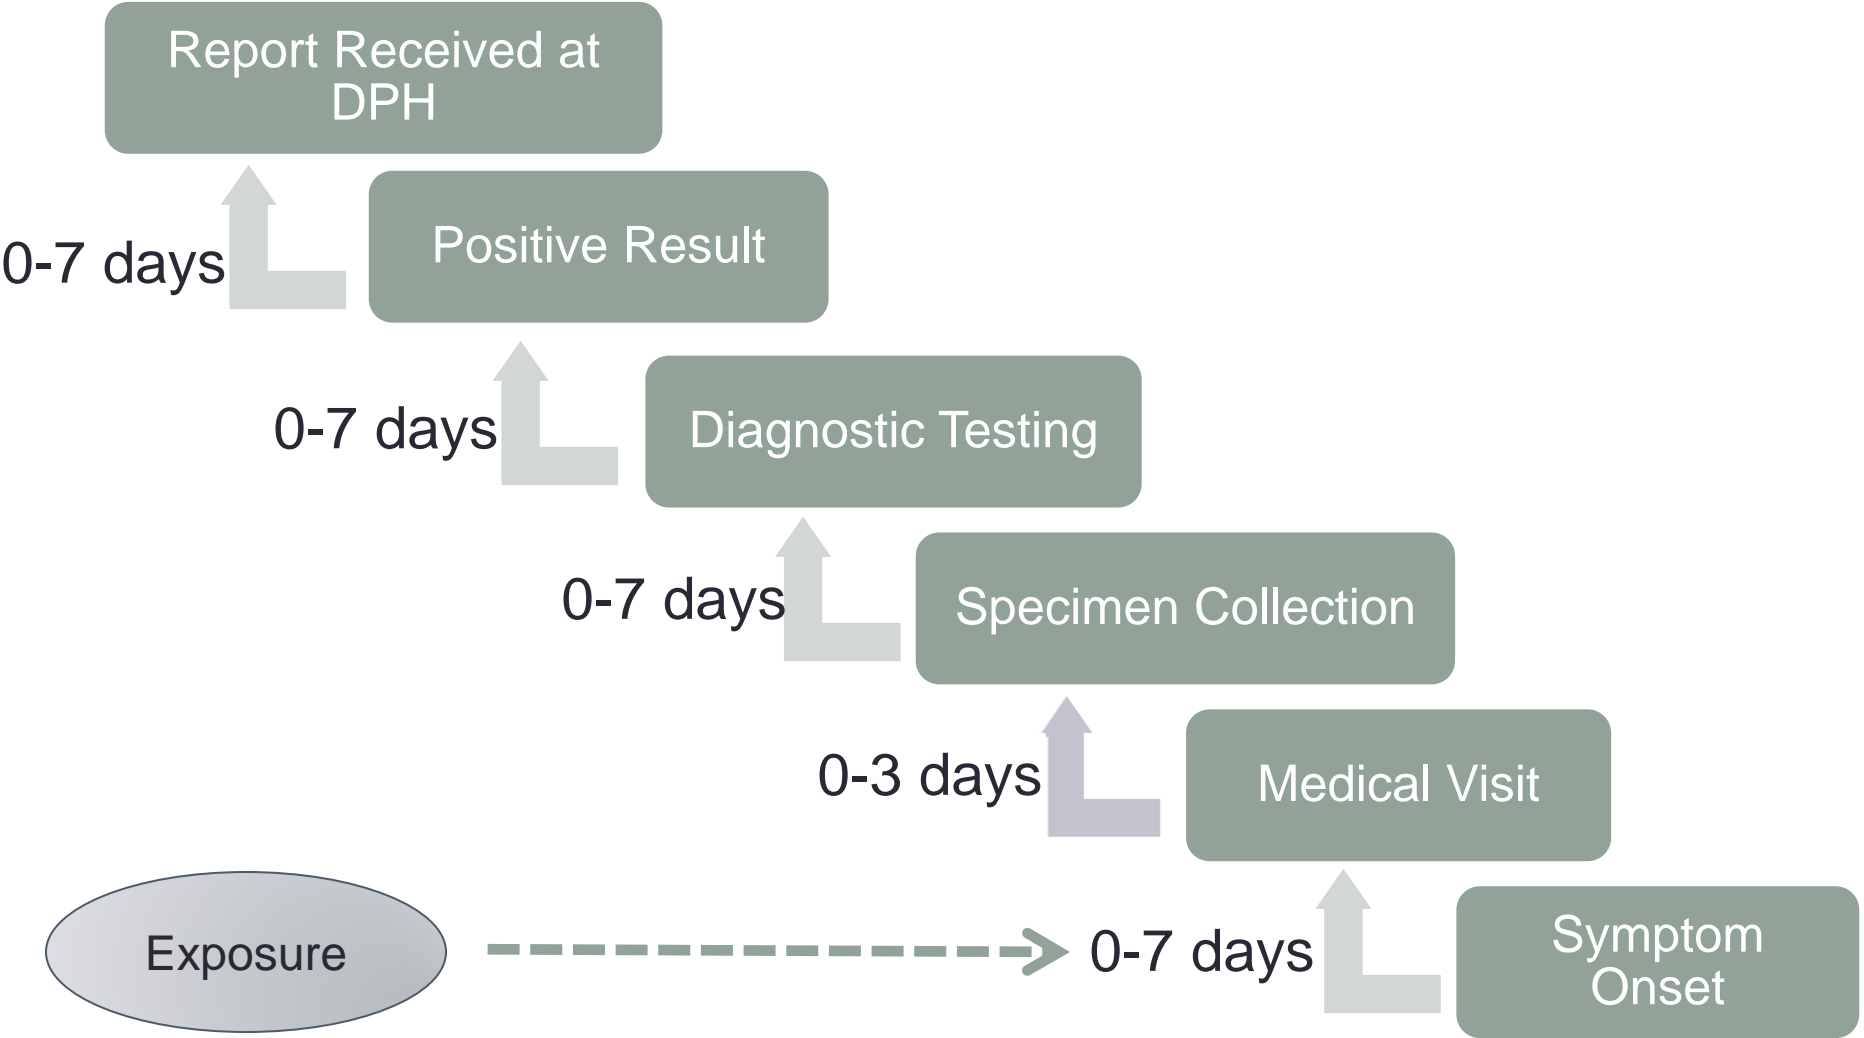 Report Received at
DPH
Positive Result
0-7 days
Diagnostic Testing
0-7 days
Specimen Collection
0-7 days
Medical Visit
0-3 days
Symptom
Onset
0-7 days
Exposure